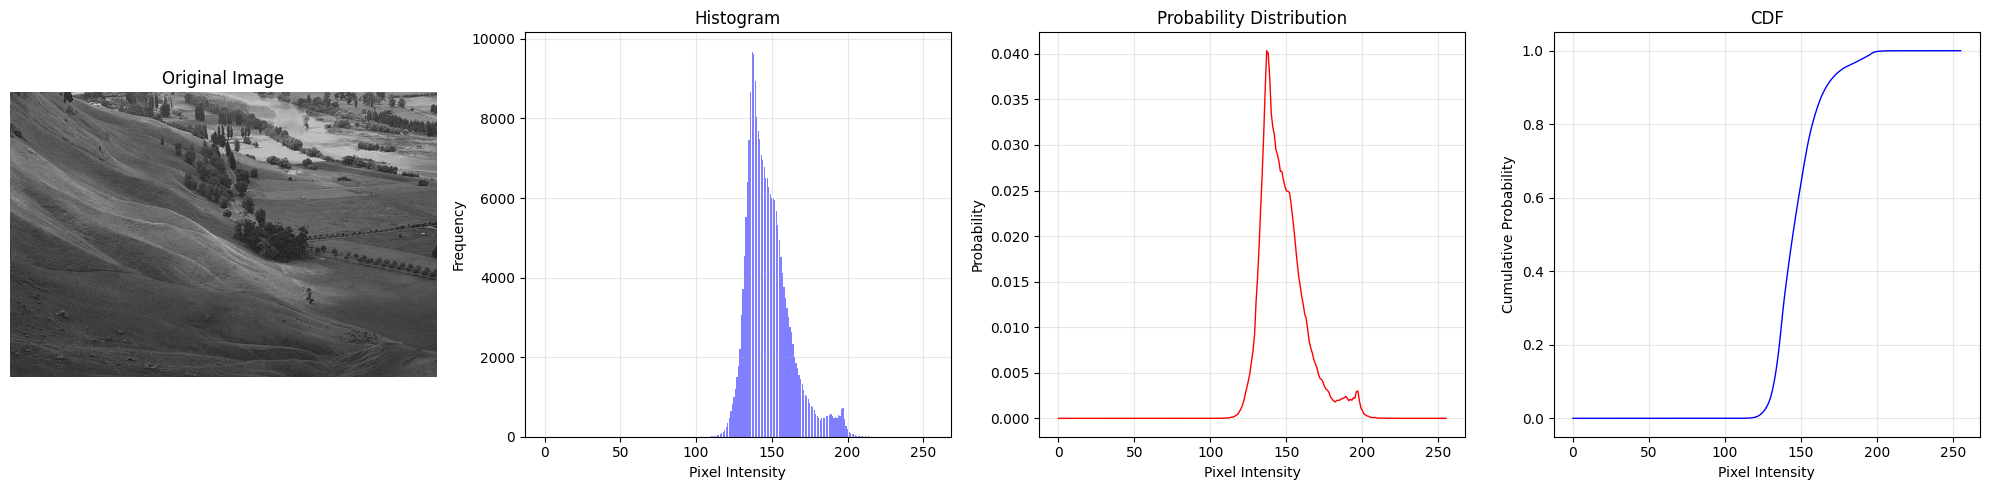 Original Image
Histogram
Frequency
10000
8000
6000
4000
2000
0
0 50 100 150 200 250
Pixel Intensity
Probability Distribution
Probability
0.040
0.035
0.030
0.025
0.020
0.015
0.010
0.005
0.000
0 50 100 150 200 250
Pixel Intensity
CDF
Cumulative Probability
1.0
0.8
0.6
0.4
0.2
0.0
0 50 100 150 200 250
Pixel Intensity